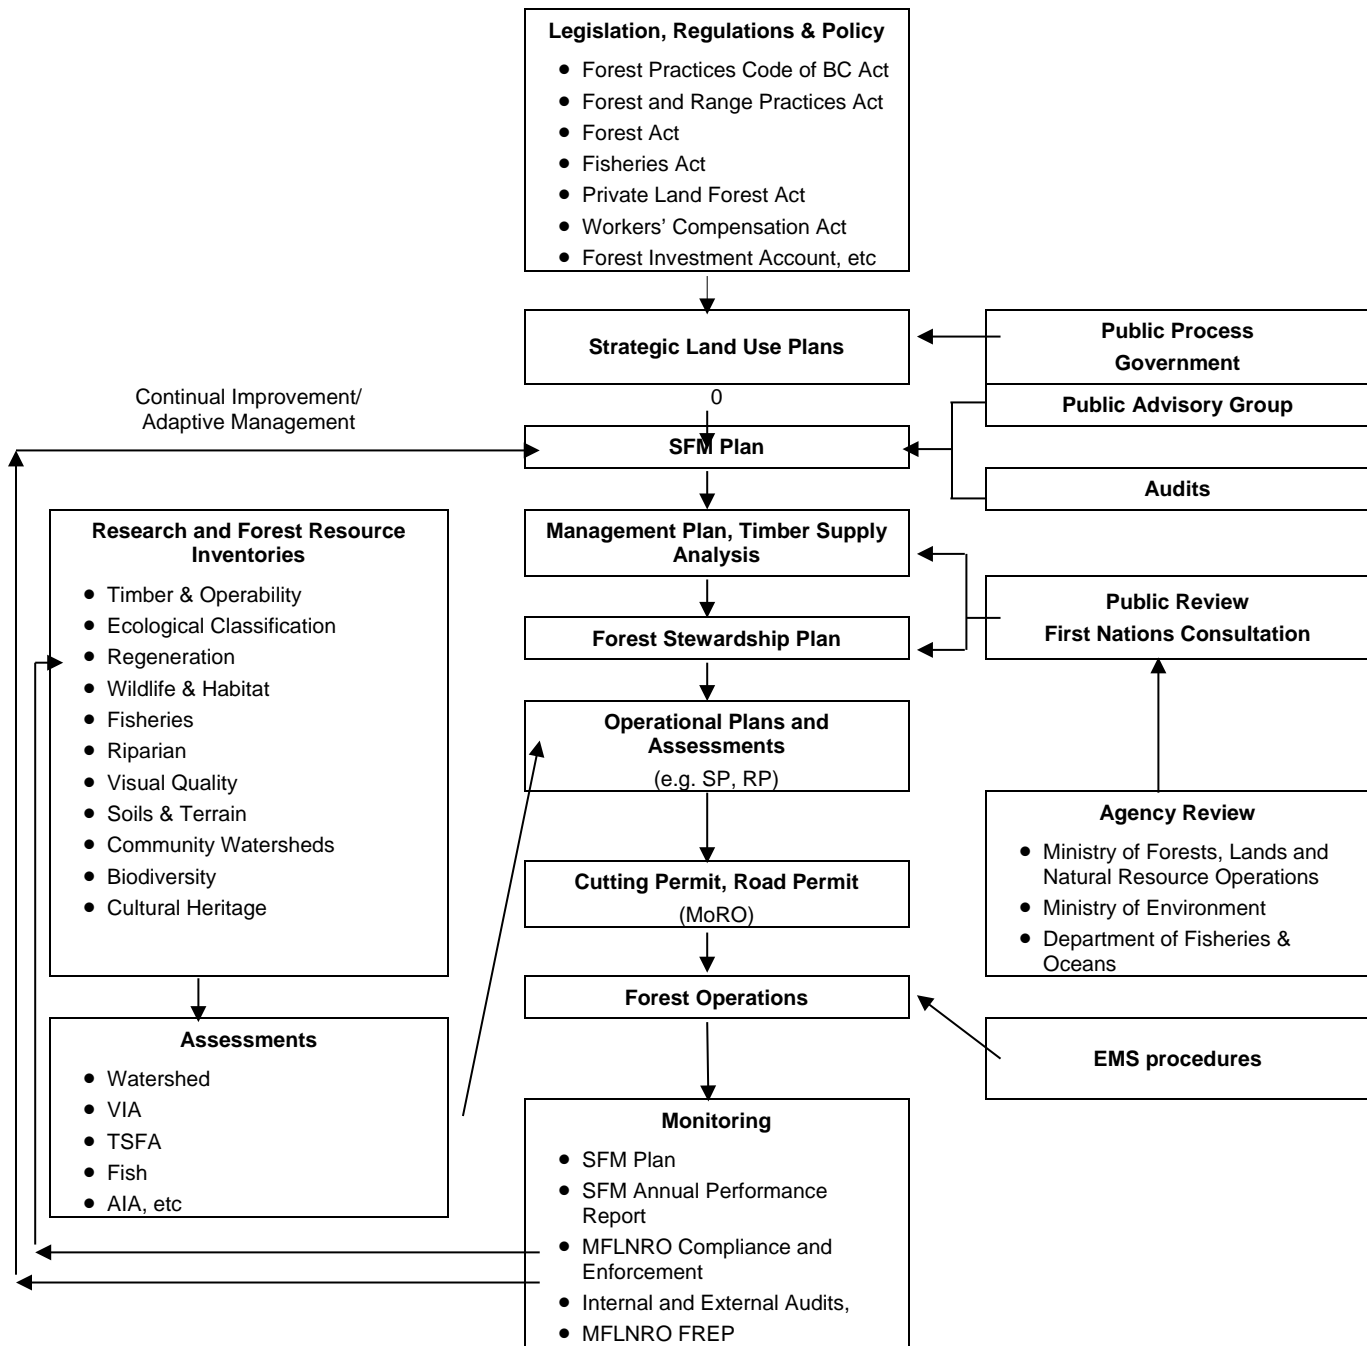 Legislation, Regulations & Policy
• Forest Practices Code of BC Act
• Forest and Range Practices Act
• Forest Act
• Fisheries Act
• Private Land Forest Act
• Workers’ Compensation Act
• Forest Investment Account, etc
Strategic Land Use Plans
Public Process
Government
Continual Improvement/
Adaptive Management
0
Public Advisory Group
SFM Plan
Audits
Research and Forest Resource
Inventories
• Timber & Operability
• Ecological Classification
• Regeneration
• Wildlife & Habitat
• Fisheries
• Riparian
• Visual Quality
• Soils & Terrain
• Community Watersheds
• Biodiversity
• Cultural Heritage
Management Plan, Timber Supply
Analysis
Public Review
First Nations Consultation
Forest Stewardship Plan
Operational Plans and
Assessments
(e.g. SP, RP)
Agency Review
• Ministry of Forests, Lands and
Natural Resource Operations
• Ministry of Environment
• Department of Fisheries &
Oceans
Cutting Permit, Road Permit
(MoRO)
Forest Operations
EMS procedures
Assessments
• Watershed
• VIA
• TSFA
• Fish
• AIA, etc
Monitoring
• SFM Plan
• SFM Annual Performance
Report
• MFLNRO Compliance and
Enforcement
• Internal and External Audits,
• MFLNRO FREP